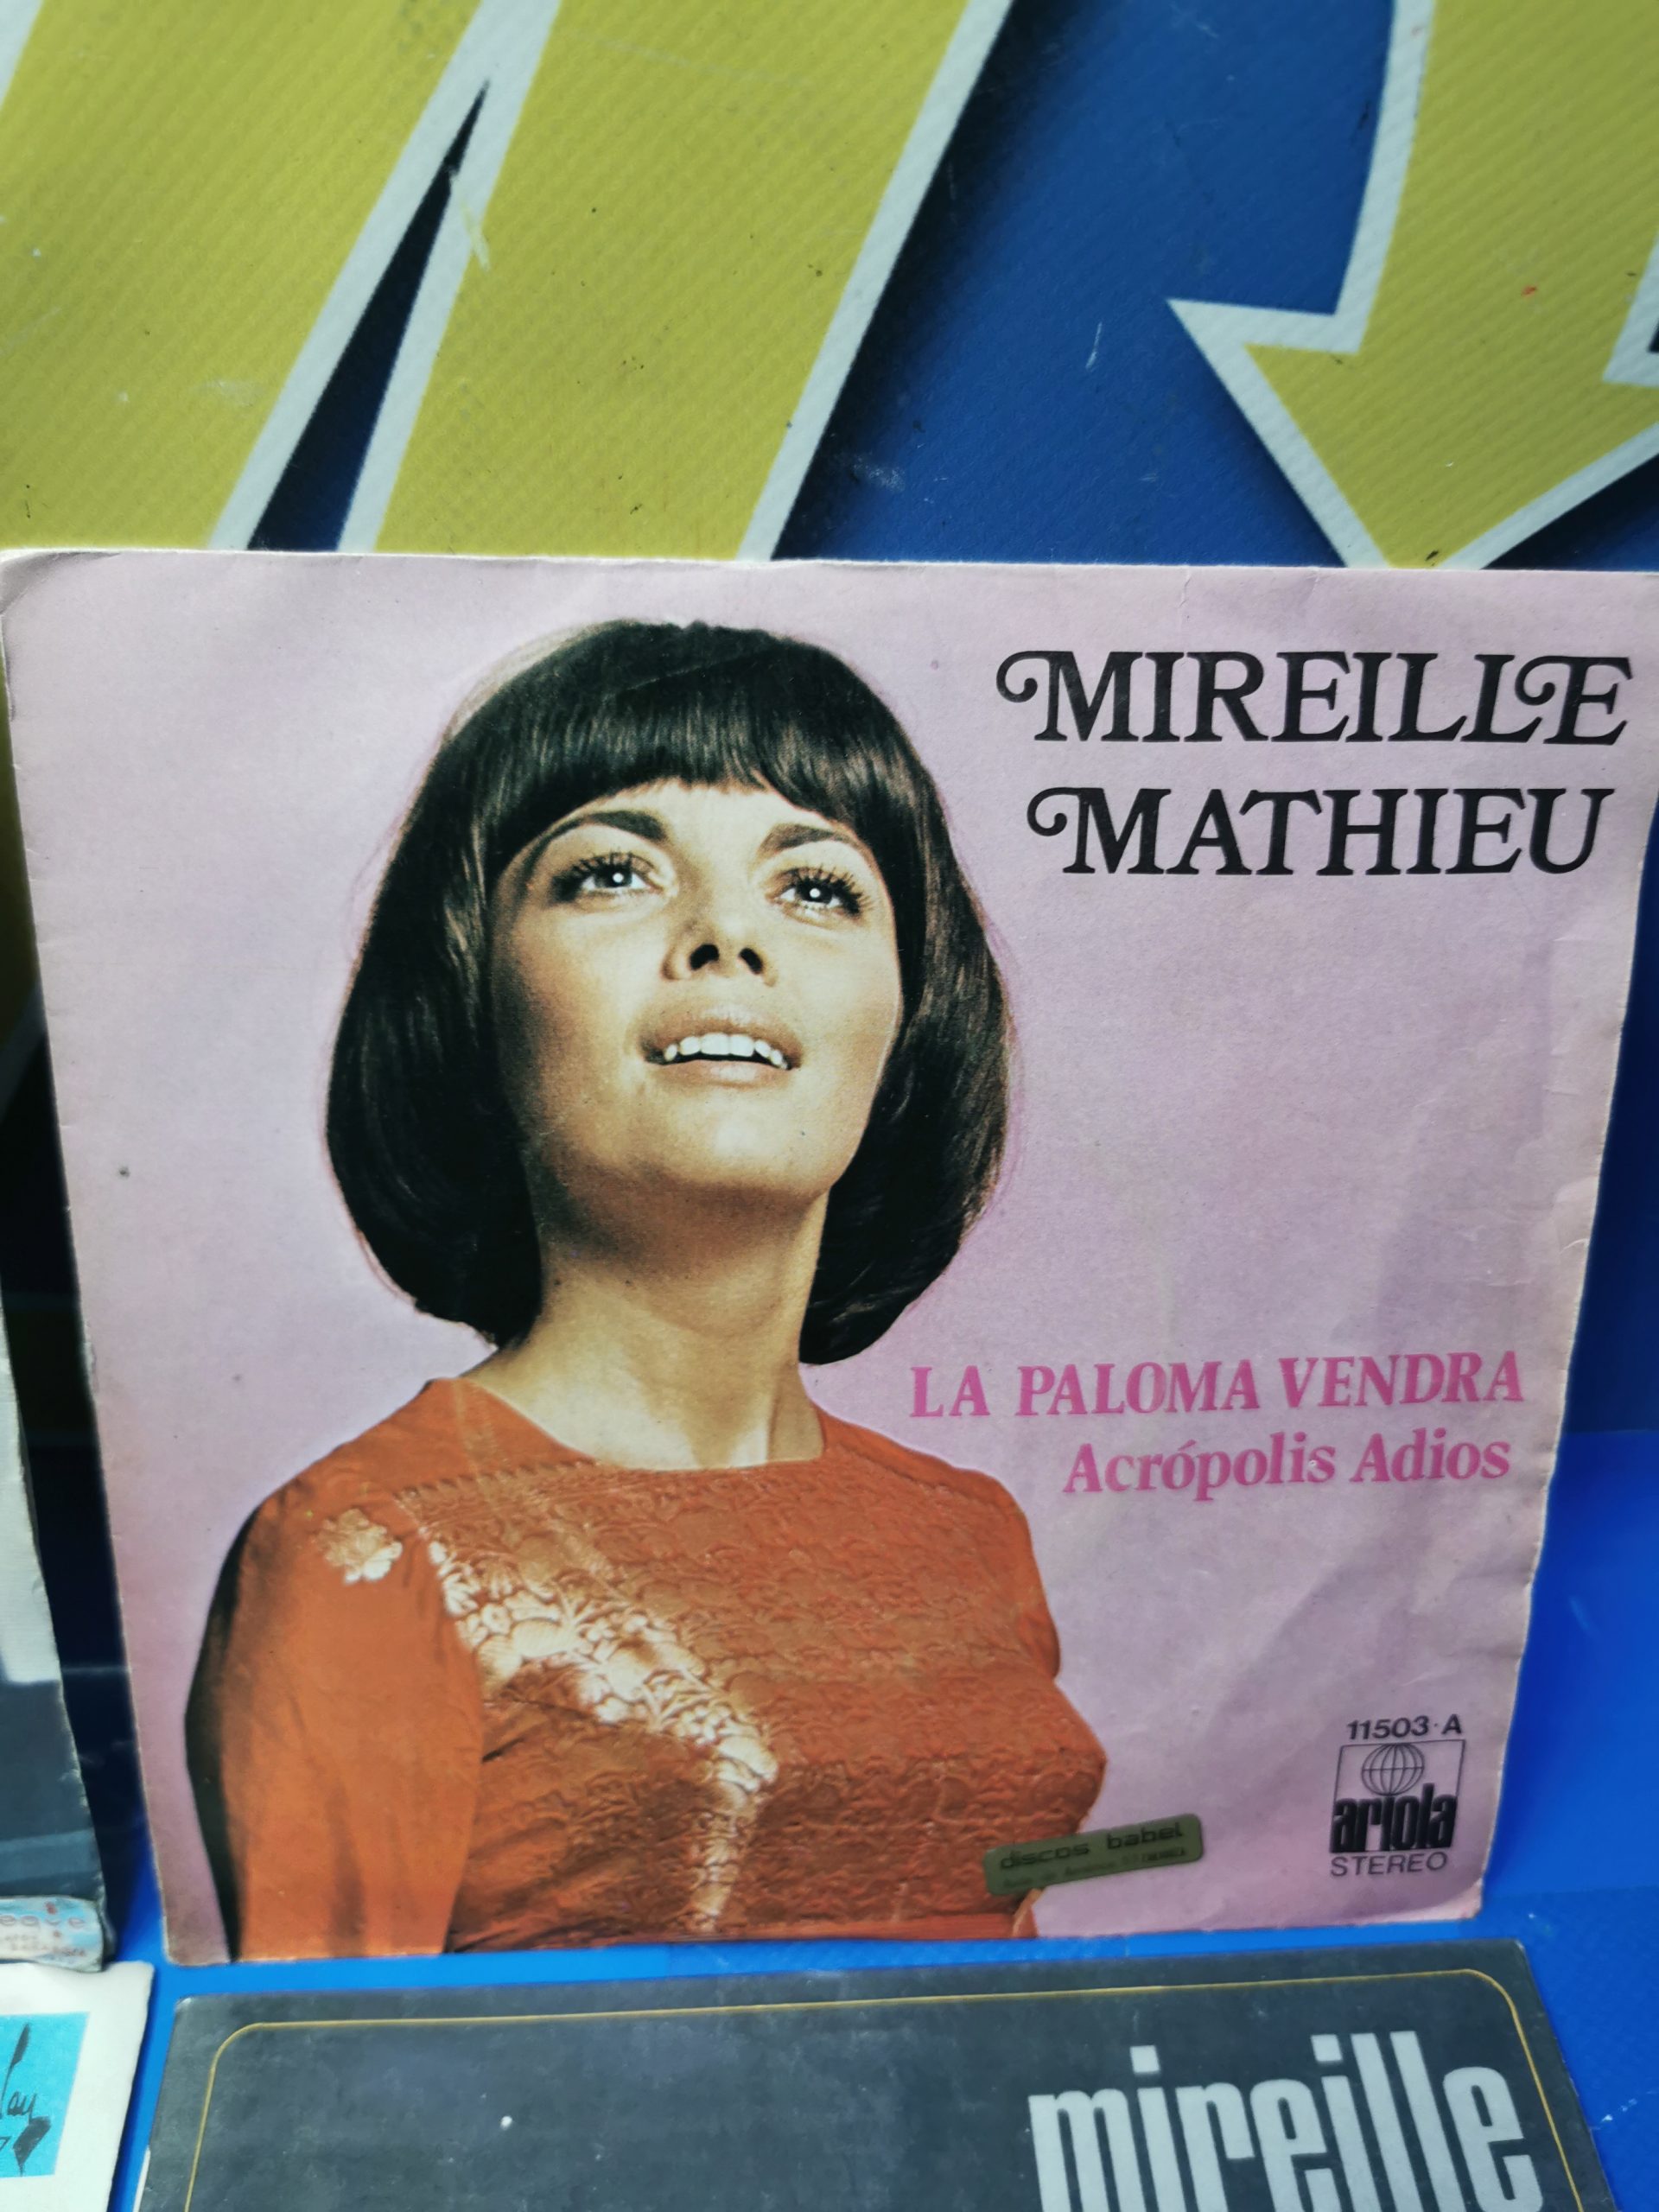 MIREILLE
MATHIEU
LA PALOMA VENDRA
Acrópolis Adios
11503·A
ariola
STEREO
discos babel
mireille